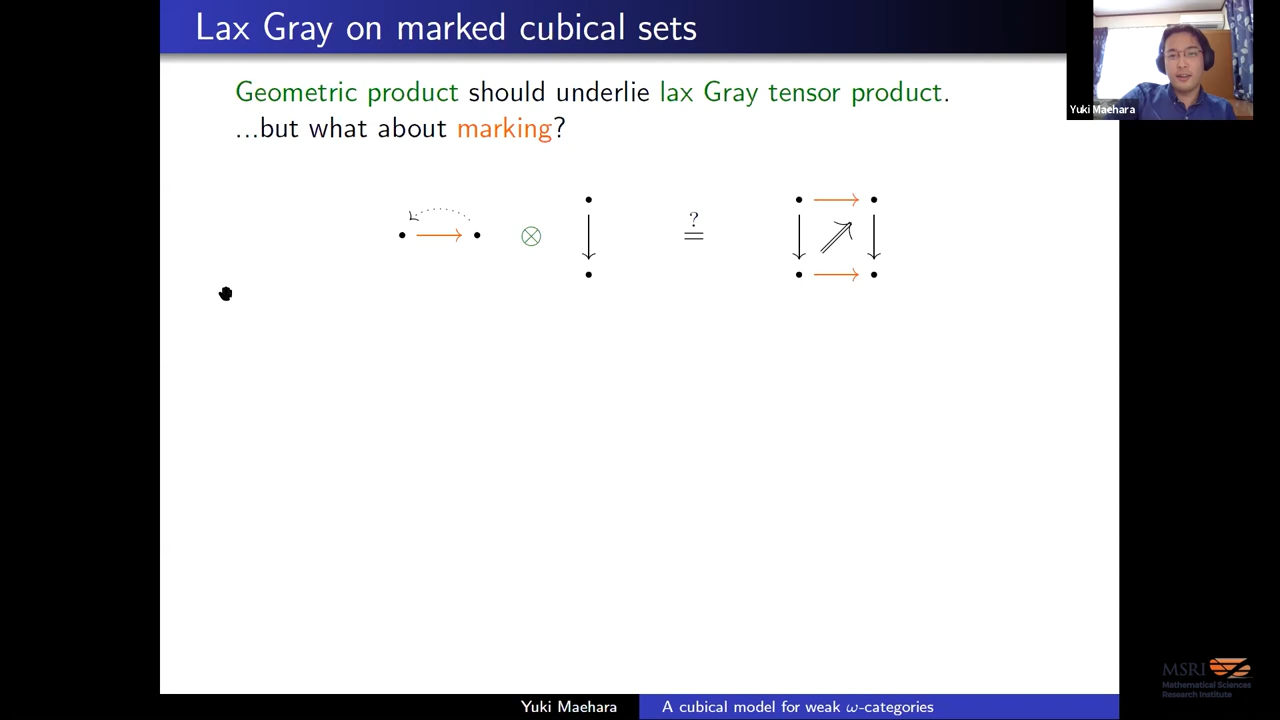 Lax Gray on marked cubical sets
Yuki Maehara
Geometric product should underlie lax Gray tensor product.
...but what about marking?
⊗
?
=
MSRI
Mathematical Sciences
Research Institute
Yuki Maehara
A cubical model for weak ω-categories